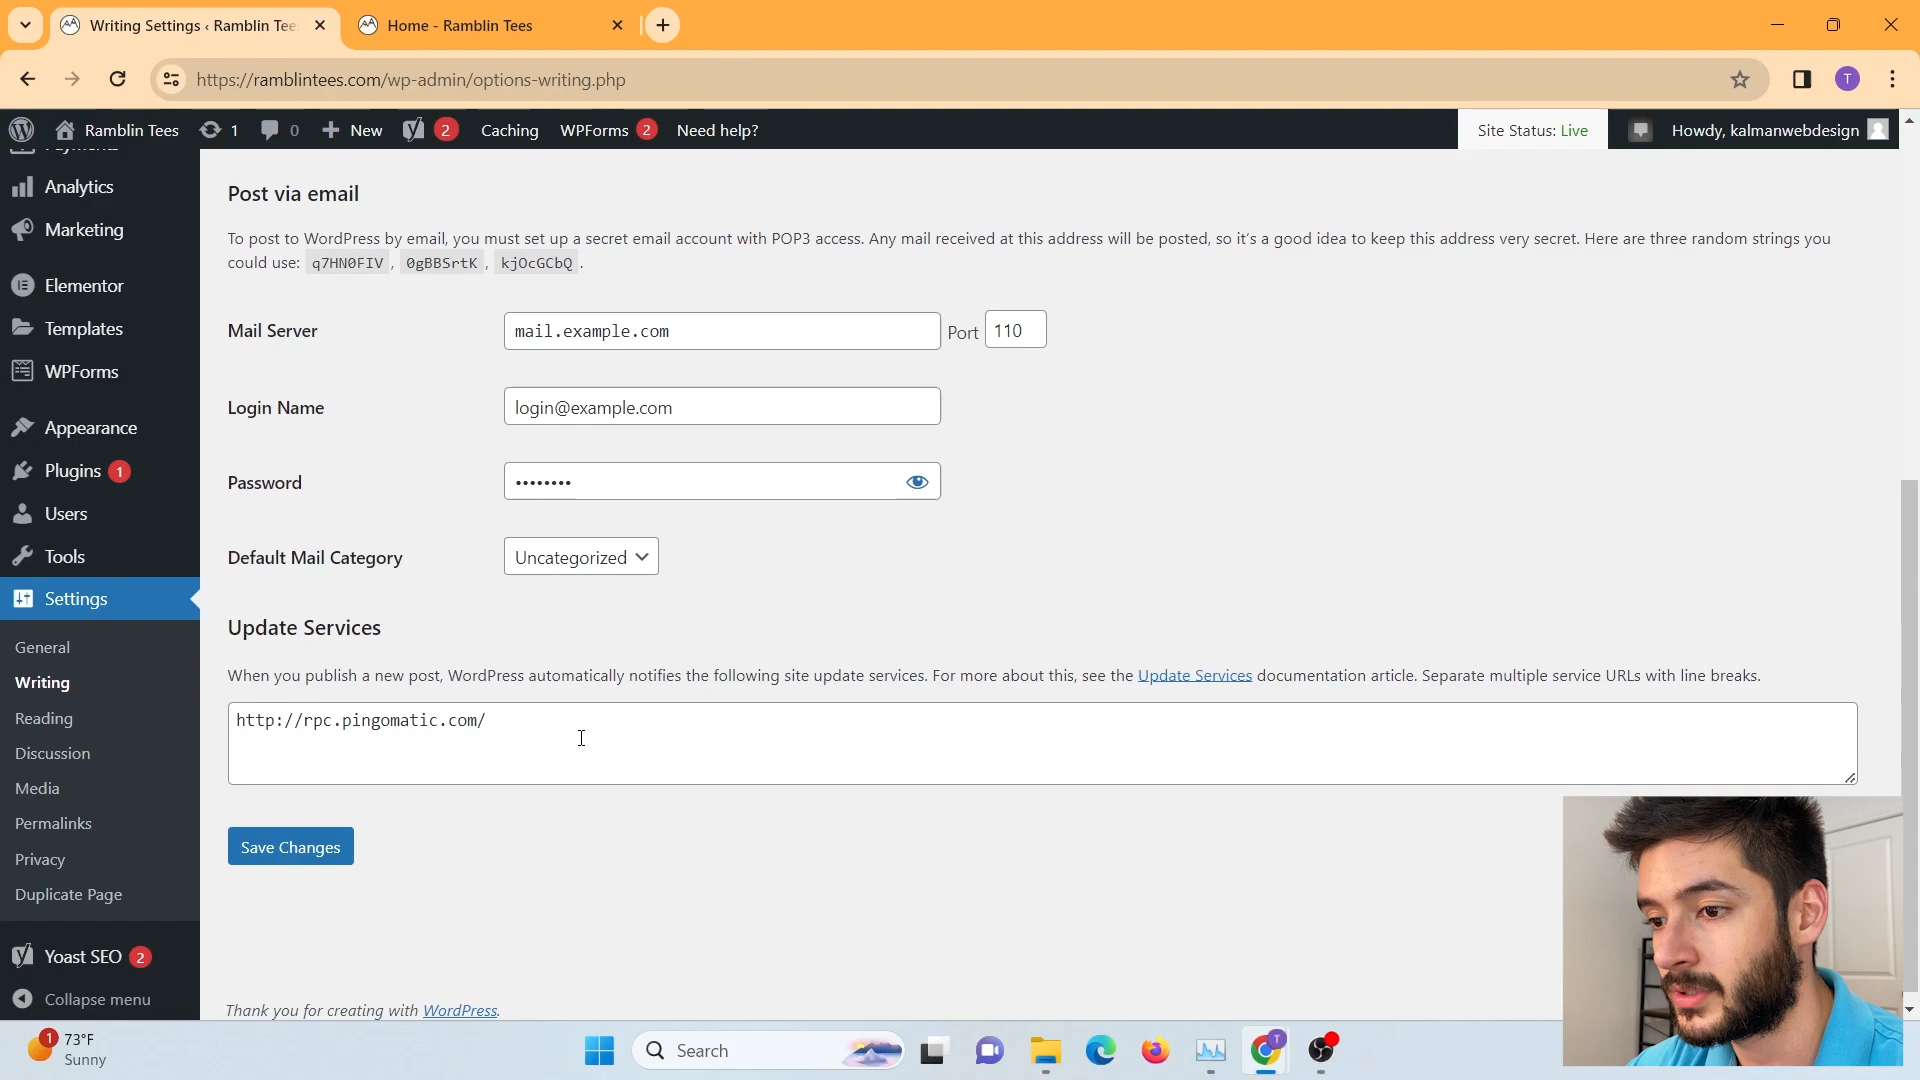 Writing Settings ‹ Ramblin Tee
Home - Ramblin Tees
https://ramblintees.com/wp-admin/options-writing.php
T
Ramblin Tees
1
0
New
2
Caching
WPForms 2
Need help?
Site Status: Live
Howdy, kalmanwebdesign
Payments
Analytics
Marketing
Elementor
Templates
WPForms
Appearance
Plugins 1
Users
Tools
Settings
General
Writing
Reading
Discussion
Media
Permalinks
Privacy
Duplicate Page
Yoast SEO 2
Collapse menu
Post via email
To post to WordPress by email, you must set up a secret email account with POP3 access. Any mail received at this address will be posted, so it's a good idea to keep this address very secret. Here are three random strings you
could use: q7HN0FIV , 0gBBSrtK , kjOcGCbQ .
Mail Server
mail.example.com
Port 110
Login Name
login@example.com
Password
••••••••
Default Mail Category
Uncategorized
Update Services
When you publish a new post, WordPress automatically notifies the following site update services. For more about this, see the Update Services documentation article. Separate multiple service URLs with line breaks.
http://rpc.pingomatic.com/
Save Changes
Thank you for creating with WordPress.
1
73°F
Sunny
Search
T